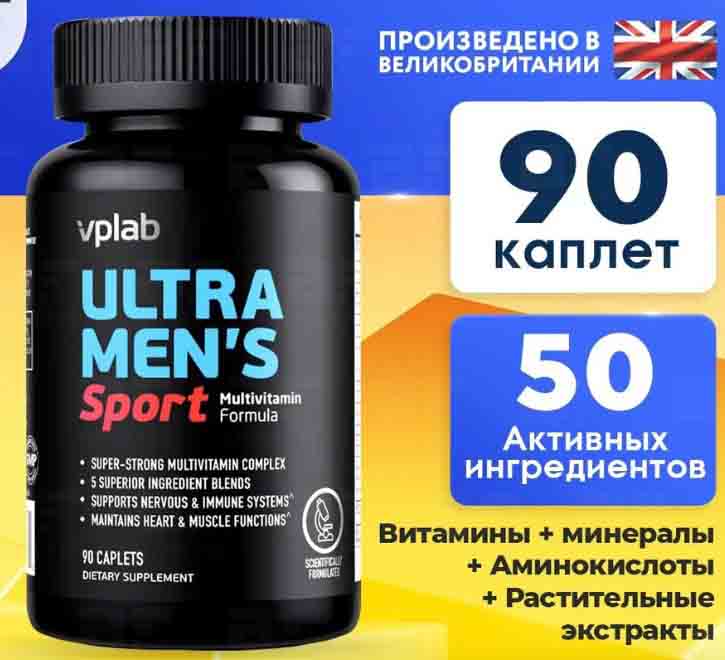 ПРОИЗВЕДЕНО В
ВЕЛИКОБРИТАНИИ
90
каплет
50
Активных
ингредиентов
Витамины + минералы
+ Аминокислоты
+ Растительные
экстракты
vplab
ULTRA
MEN'S
Sport Multivitamin
Formula
• SUPER-STRONG MULTIVITAMIN COMPLEX
• 5 SUPERIOR INGREDIENT BLENDS
• SUPPORTS NERVOUS & IMMUNE SYSTEMS^
• MAINTAINS HEART & MUSCLE FUNCTIONS^
90 CAPLETS
DIETARY SUPPLEMENT
SCIENTIFICALLY
FORMULATED